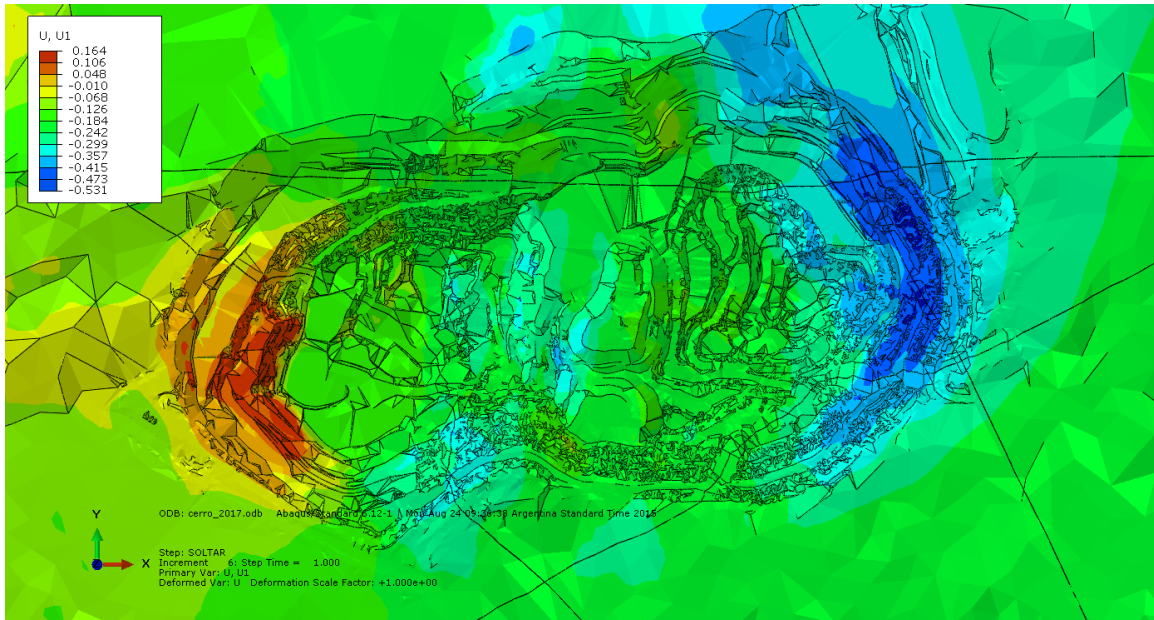 U, U1
0.164
0.106
0.048
-0.010
-0.068
-0.126
-0.184
-0.242
-0.299
-0.357
-0.415
-0.473
-0.531
ODB: cerro_2017.odb Abaqus/Standard 6.12-1 Mon Aug 24 09:36:38 Argentina Standard Time 2015
Y
X
Step: SOLTAR
Increment 6: Step Time = 1.000
Primary Var: U, U1
Deformed Var: U Deformation Scale Factor: +1.000e+00